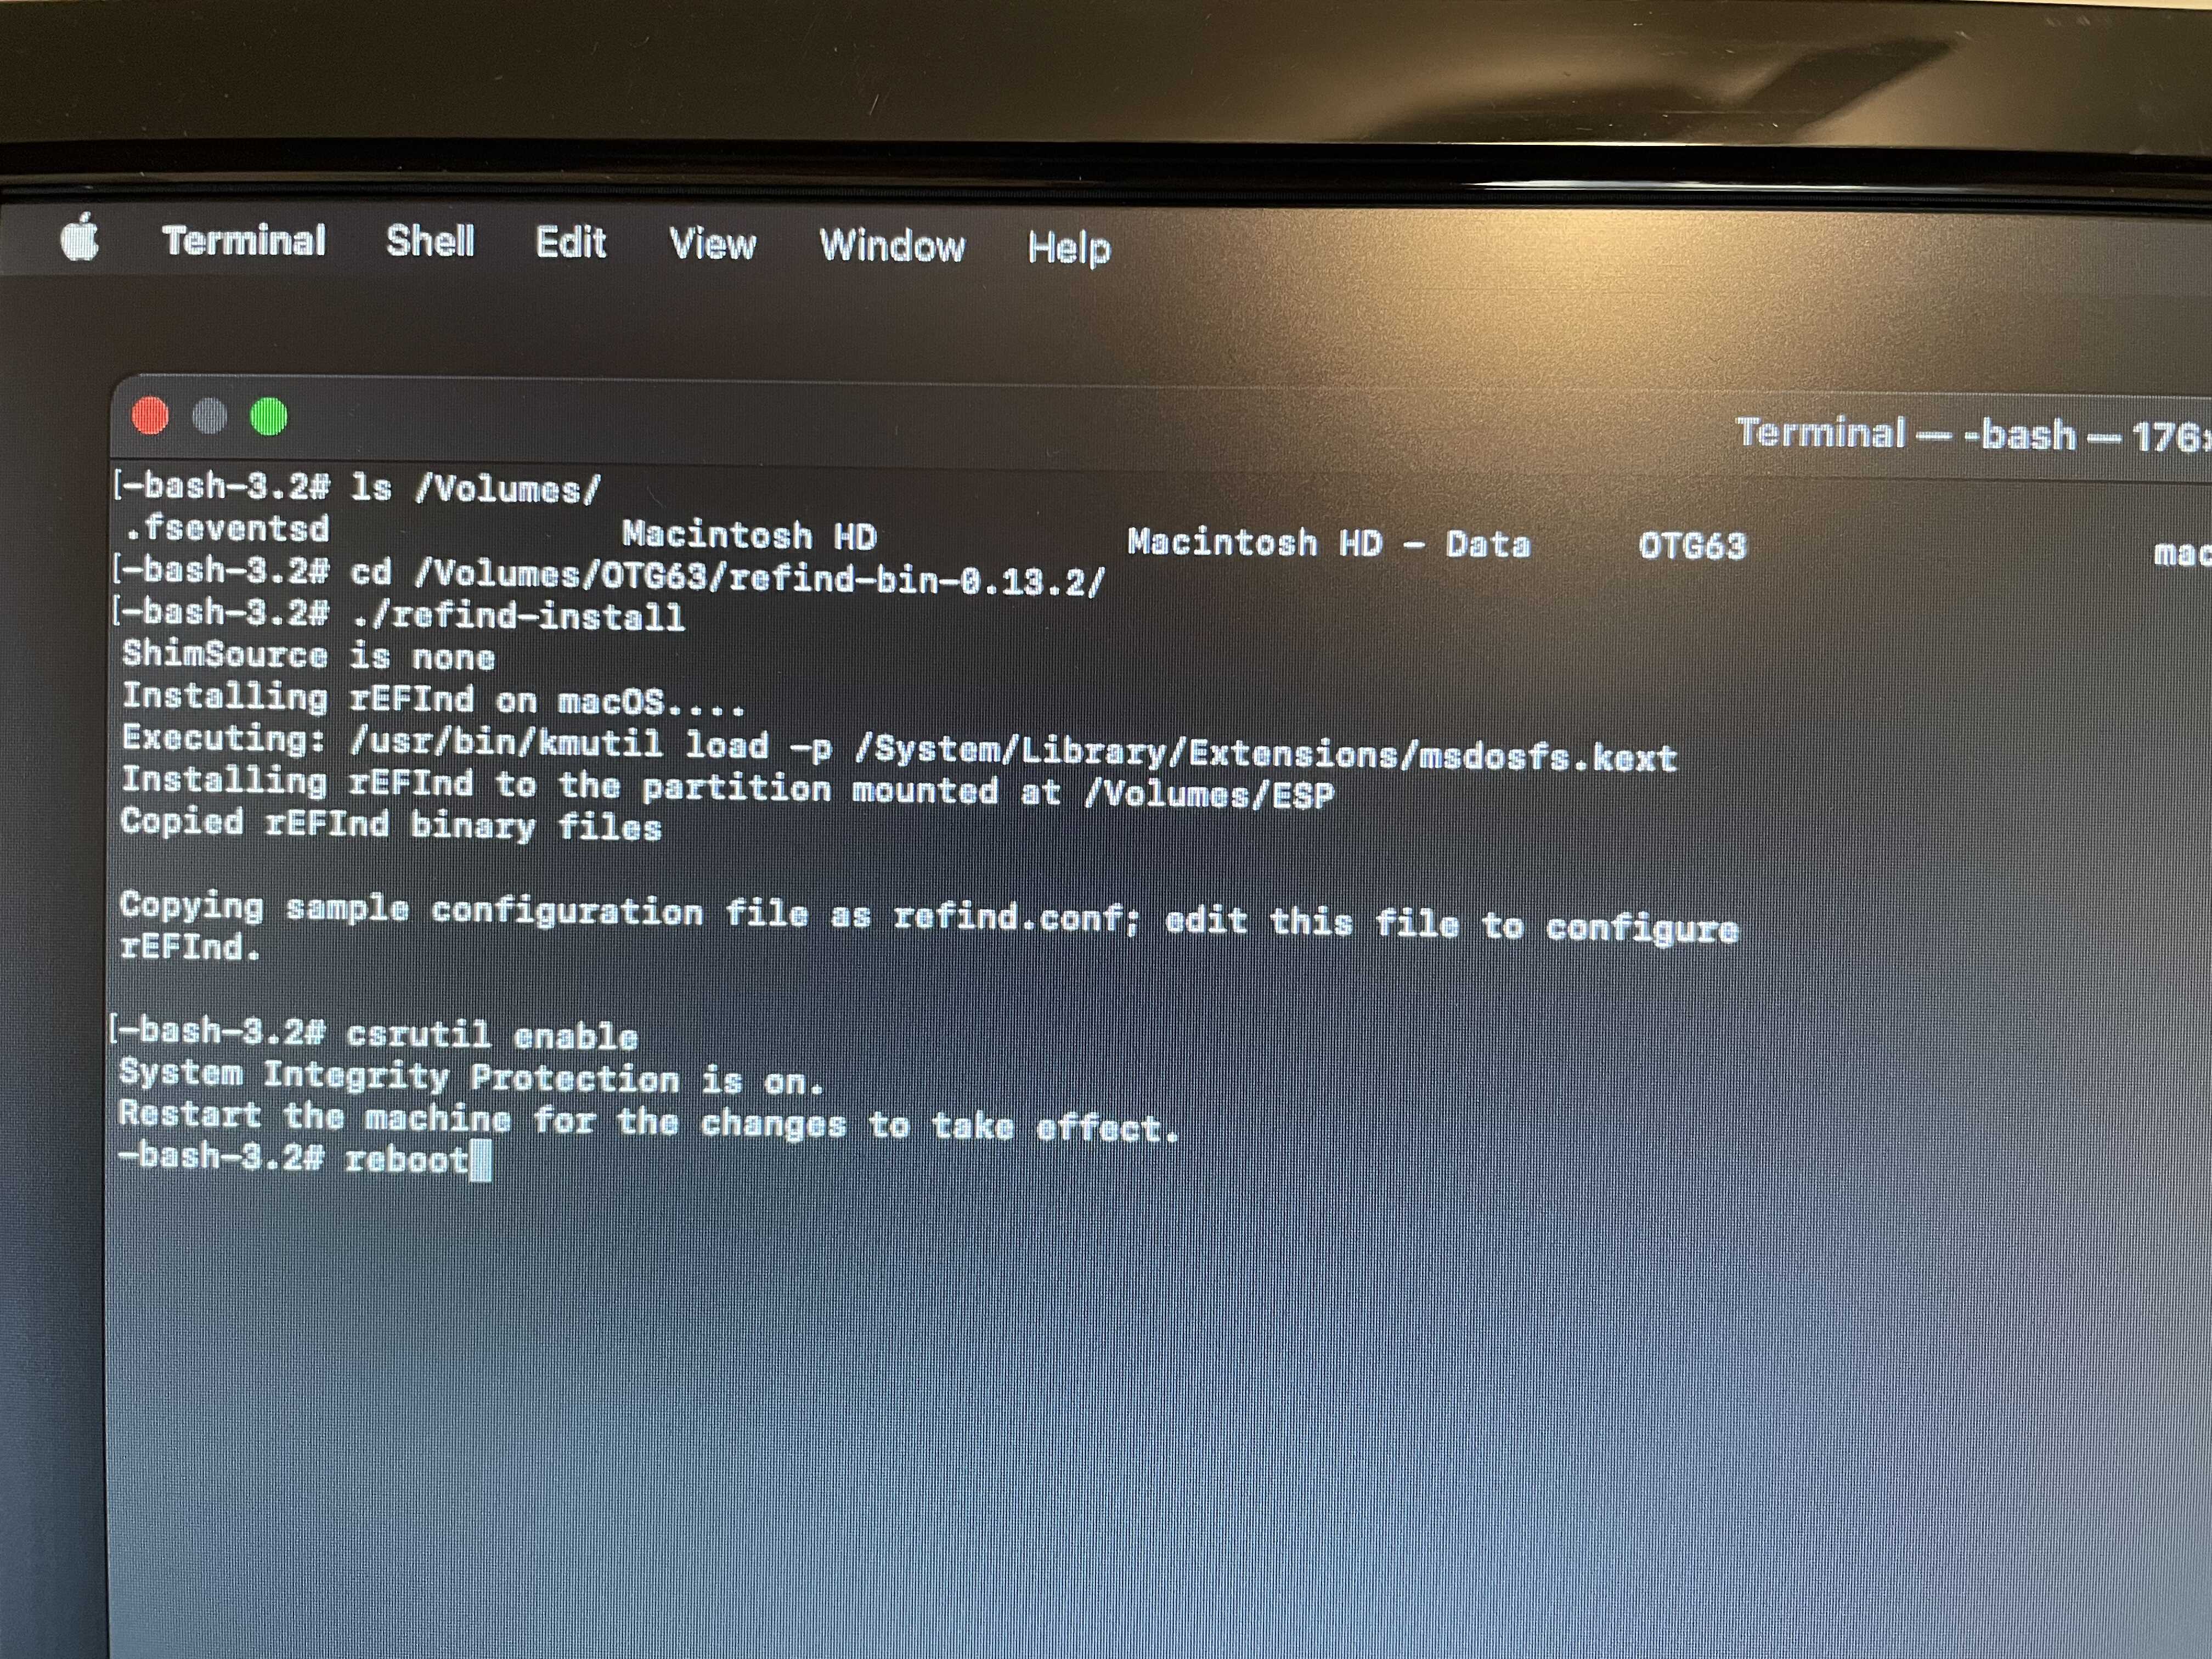 Terminal Shell Edit View Window Help
Terminal — -bash — 176
[-bash-3.2# ls /Volumes/
.fseventsd Macintosh HD Macintosh HD - Data OTG63 mac
[-bash-3.2# cd /Volumes/OTG63/refind-bin-0.13.2/
[-bash-3.2# ./refind-install
ShimSource is none
Installing rEFInd on macOS....
Executing: /usr/bin/kmutil load -p /System/Library/Extensions/msdosfs.kext
Installing rEFInd to the partition mounted at /Volumes/ESP
Copied rEFInd binary files
Copying sample configuration file as refind.conf; edit this file to configure
rEFInd.
[-bash-3.2# csrutil enable
System Integrity Protection is on.
Restart the machine for the changes to take effect.
-bash-3.2# reboot